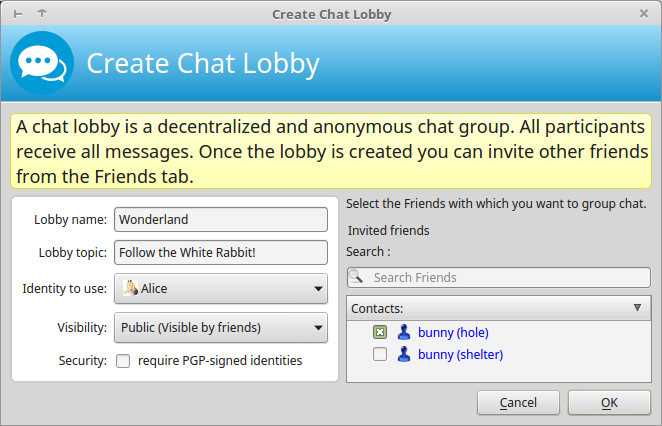 Create Chat Lobby
Create Chat Lobby
A chat lobby is a decentralized and anonymous chat group. All participants
receive all messages. Once the lobby is created you can invite other friends
from the Friends tab.
Lobby name: Wonderland
Lobby topic: Follow the White Rabbit!
Identity to use: Alice
Visibility: Public (Visible by friends)
Security: require PGP-signed identities
Select the Friends with which you want to group chat.
Invited friends
Search :
Search Friends
Contacts:
bunny (hole)
bunny (shelter)
Cancel OK